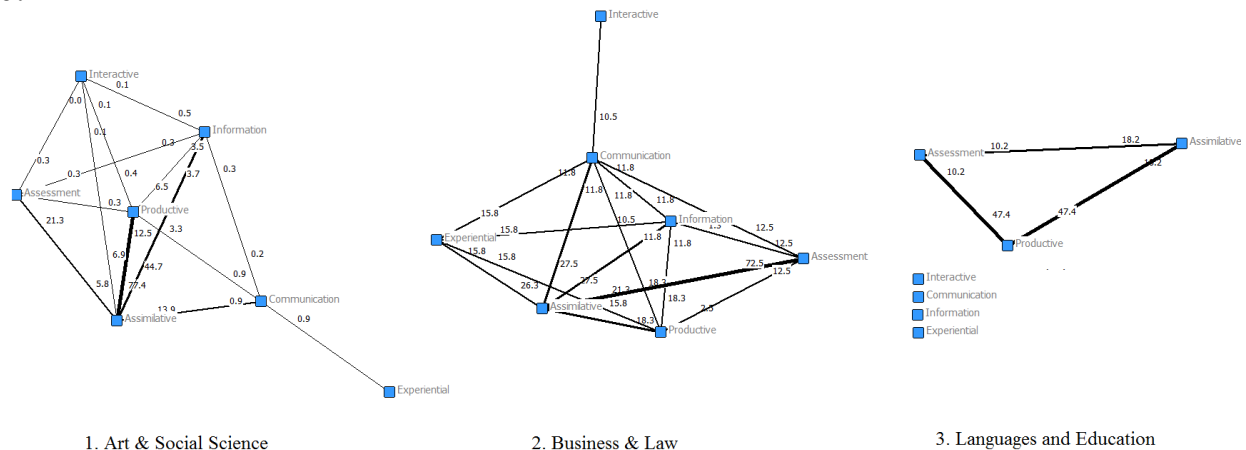 Interactive
0.1
0.0
0.1
0.5
Information
0.1
0.3
3.5
0.3
0.3
0.3
0.4
6.5
3.7
Assessment
0.3
Productive
21.3
12.5
3.3
6.9
0.2
44.7
0.9
5.8
77.4
Communication
13.9
0.9
Assimilative
0.9
Experiential
1. Art & Social Science
Interactive
10.5
Communication
11.8
11.8
11.8
11.8
11.8
11.8
15.8
10.5
Information
12.5
15.8
Experiential
11.8
11.8
12.5
15.8
15.8
Assessment
27.5
72.5
12.5
26.3
27.5
18.3
21.3
18.3
Assimilative
15.8
2.5
18.3
Productive
2. Business & Law
Assessment
10.2
18.2
Assimilative
10.2
47.4
47.4
Productive
Interactive
Communication
Information
Experiential
3. Languages and Education